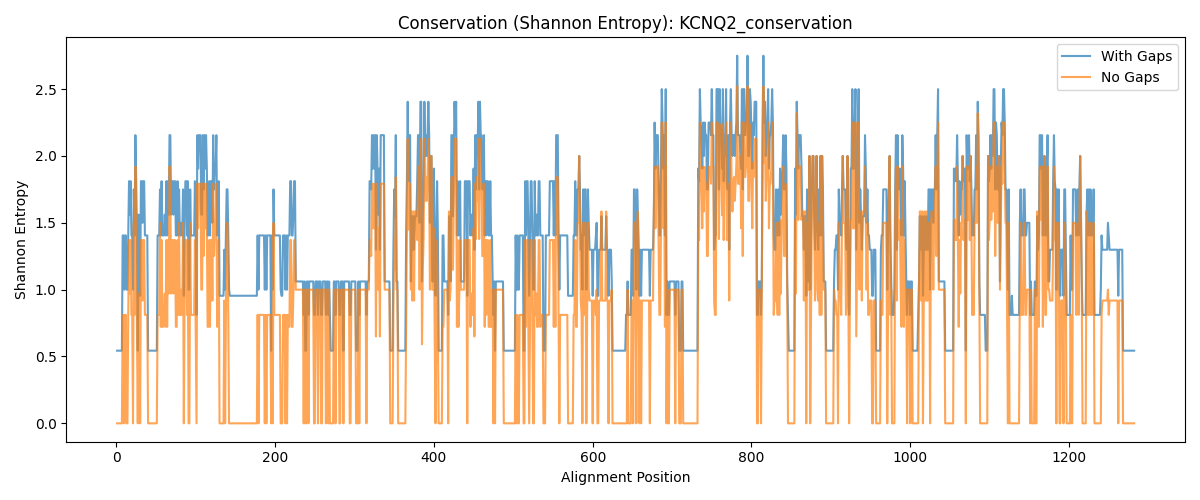 Conservation (Shannon Entropy): KCNQ2_conservation
With Gaps
No Gaps
Shannon Entropy
2.5
2.0
1.5
1.0
0.5
0.0
0 200 400 600 800 1000 1200
Alignment Position